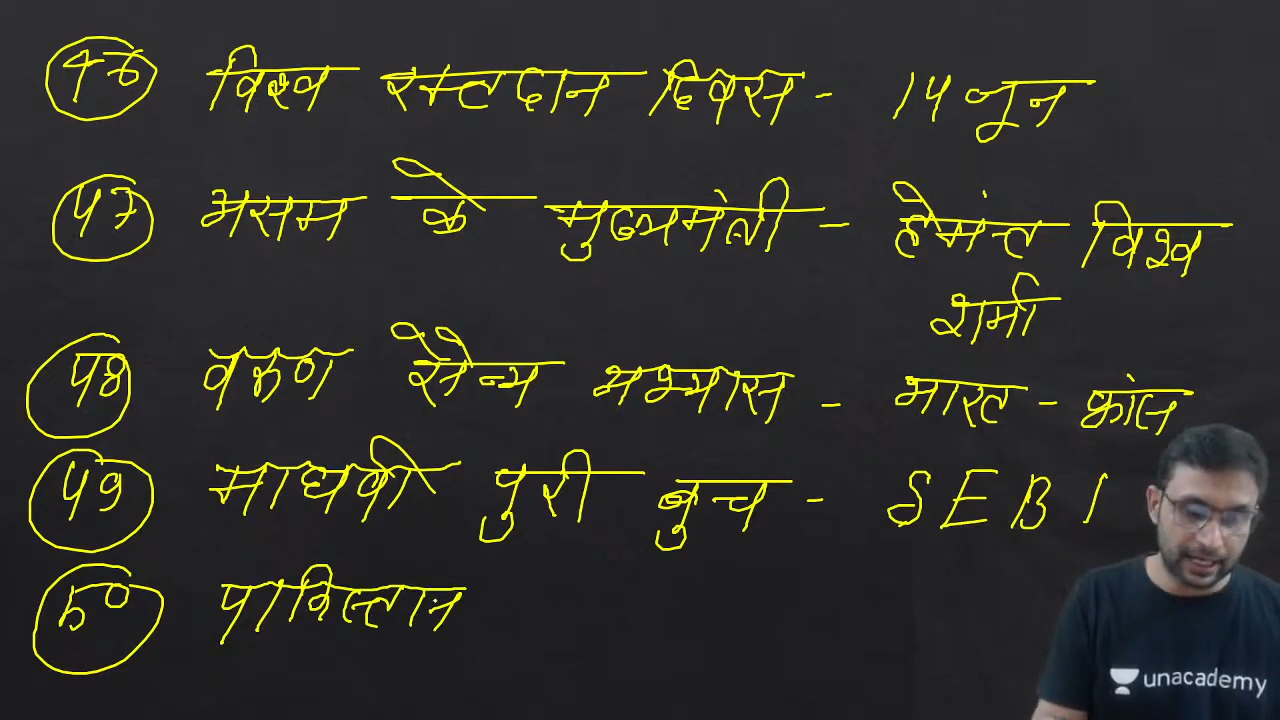 46 विश्व रक्तदान दिवस - 14 जून
47 असम के मुख्यमंत्री - हेमंन्त विश्व
शर्मा
48 वरुण सैन्य अभ्यास - भारत - फ्रांस
49 माधवी पुरी बुच - SEBI
50 पाकिस्तान
unacademy